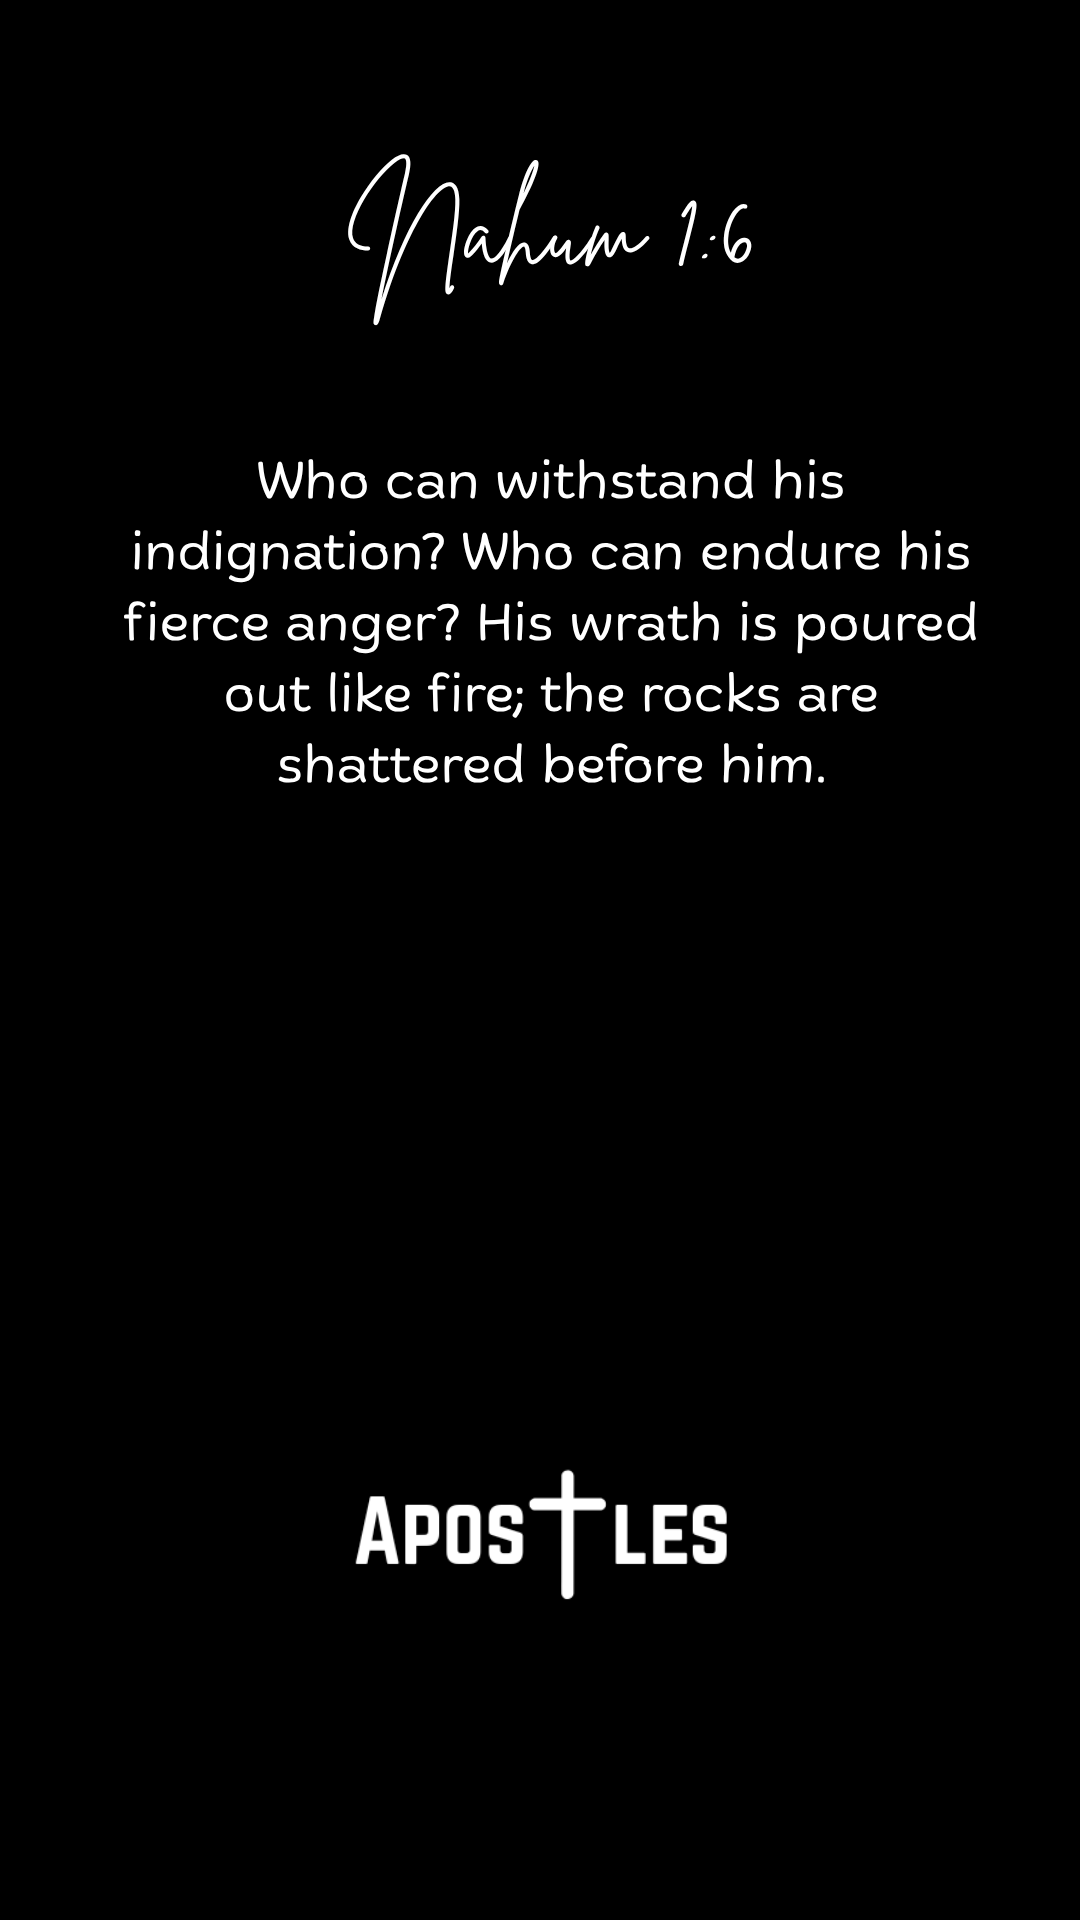 Nahum 1:6
Who can withstand his
indignation? Who can endure his
fierce anger? His wrath is poured
out like fire; the rocks are
shattered before him.
APOSTLES